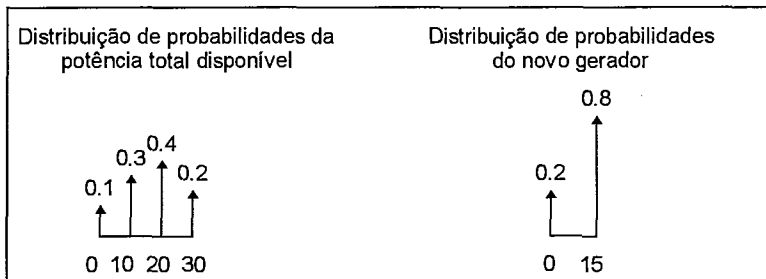 Distribuição de probabilidades da
potência total disponível
0.1
0.3
0.4
0.2
0 10 20 30
Distribuição de probabilidades
do novo gerador
0.2
0.8
0 15